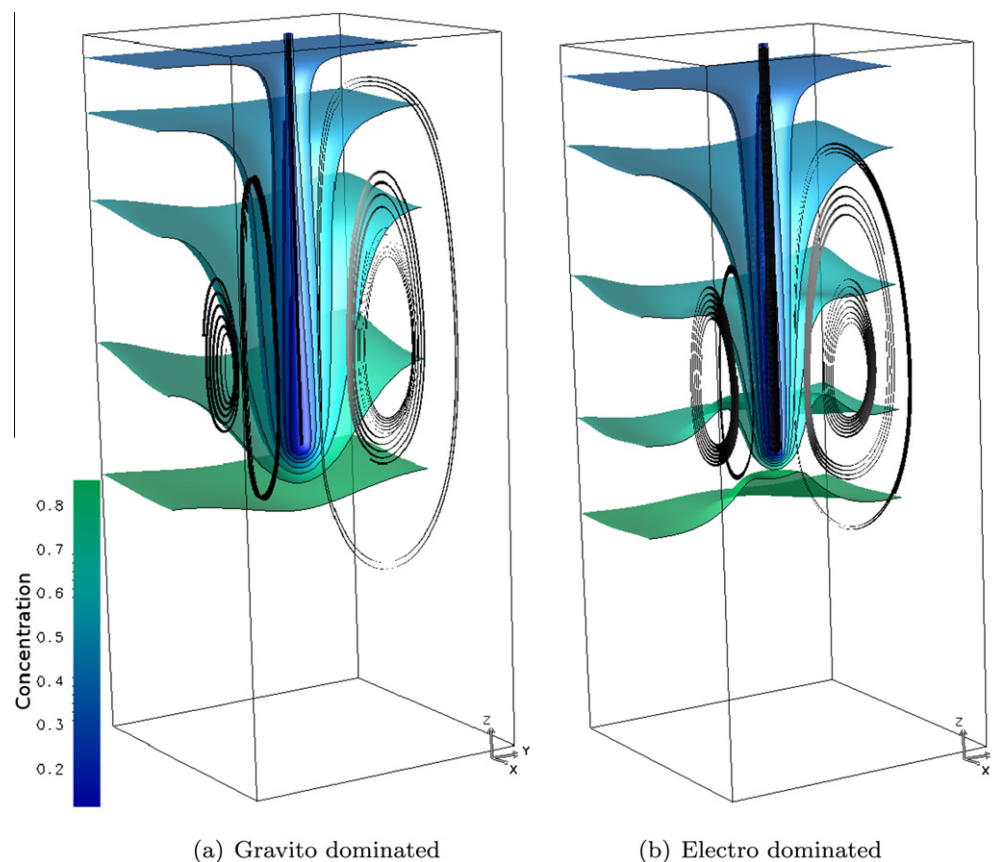 0.8
0.7
0.6
0.5
0.4
0.3
0.2
Concentration
Z
Y
X
Z
X
(a) Gravito dominated
(b) Electro dominated